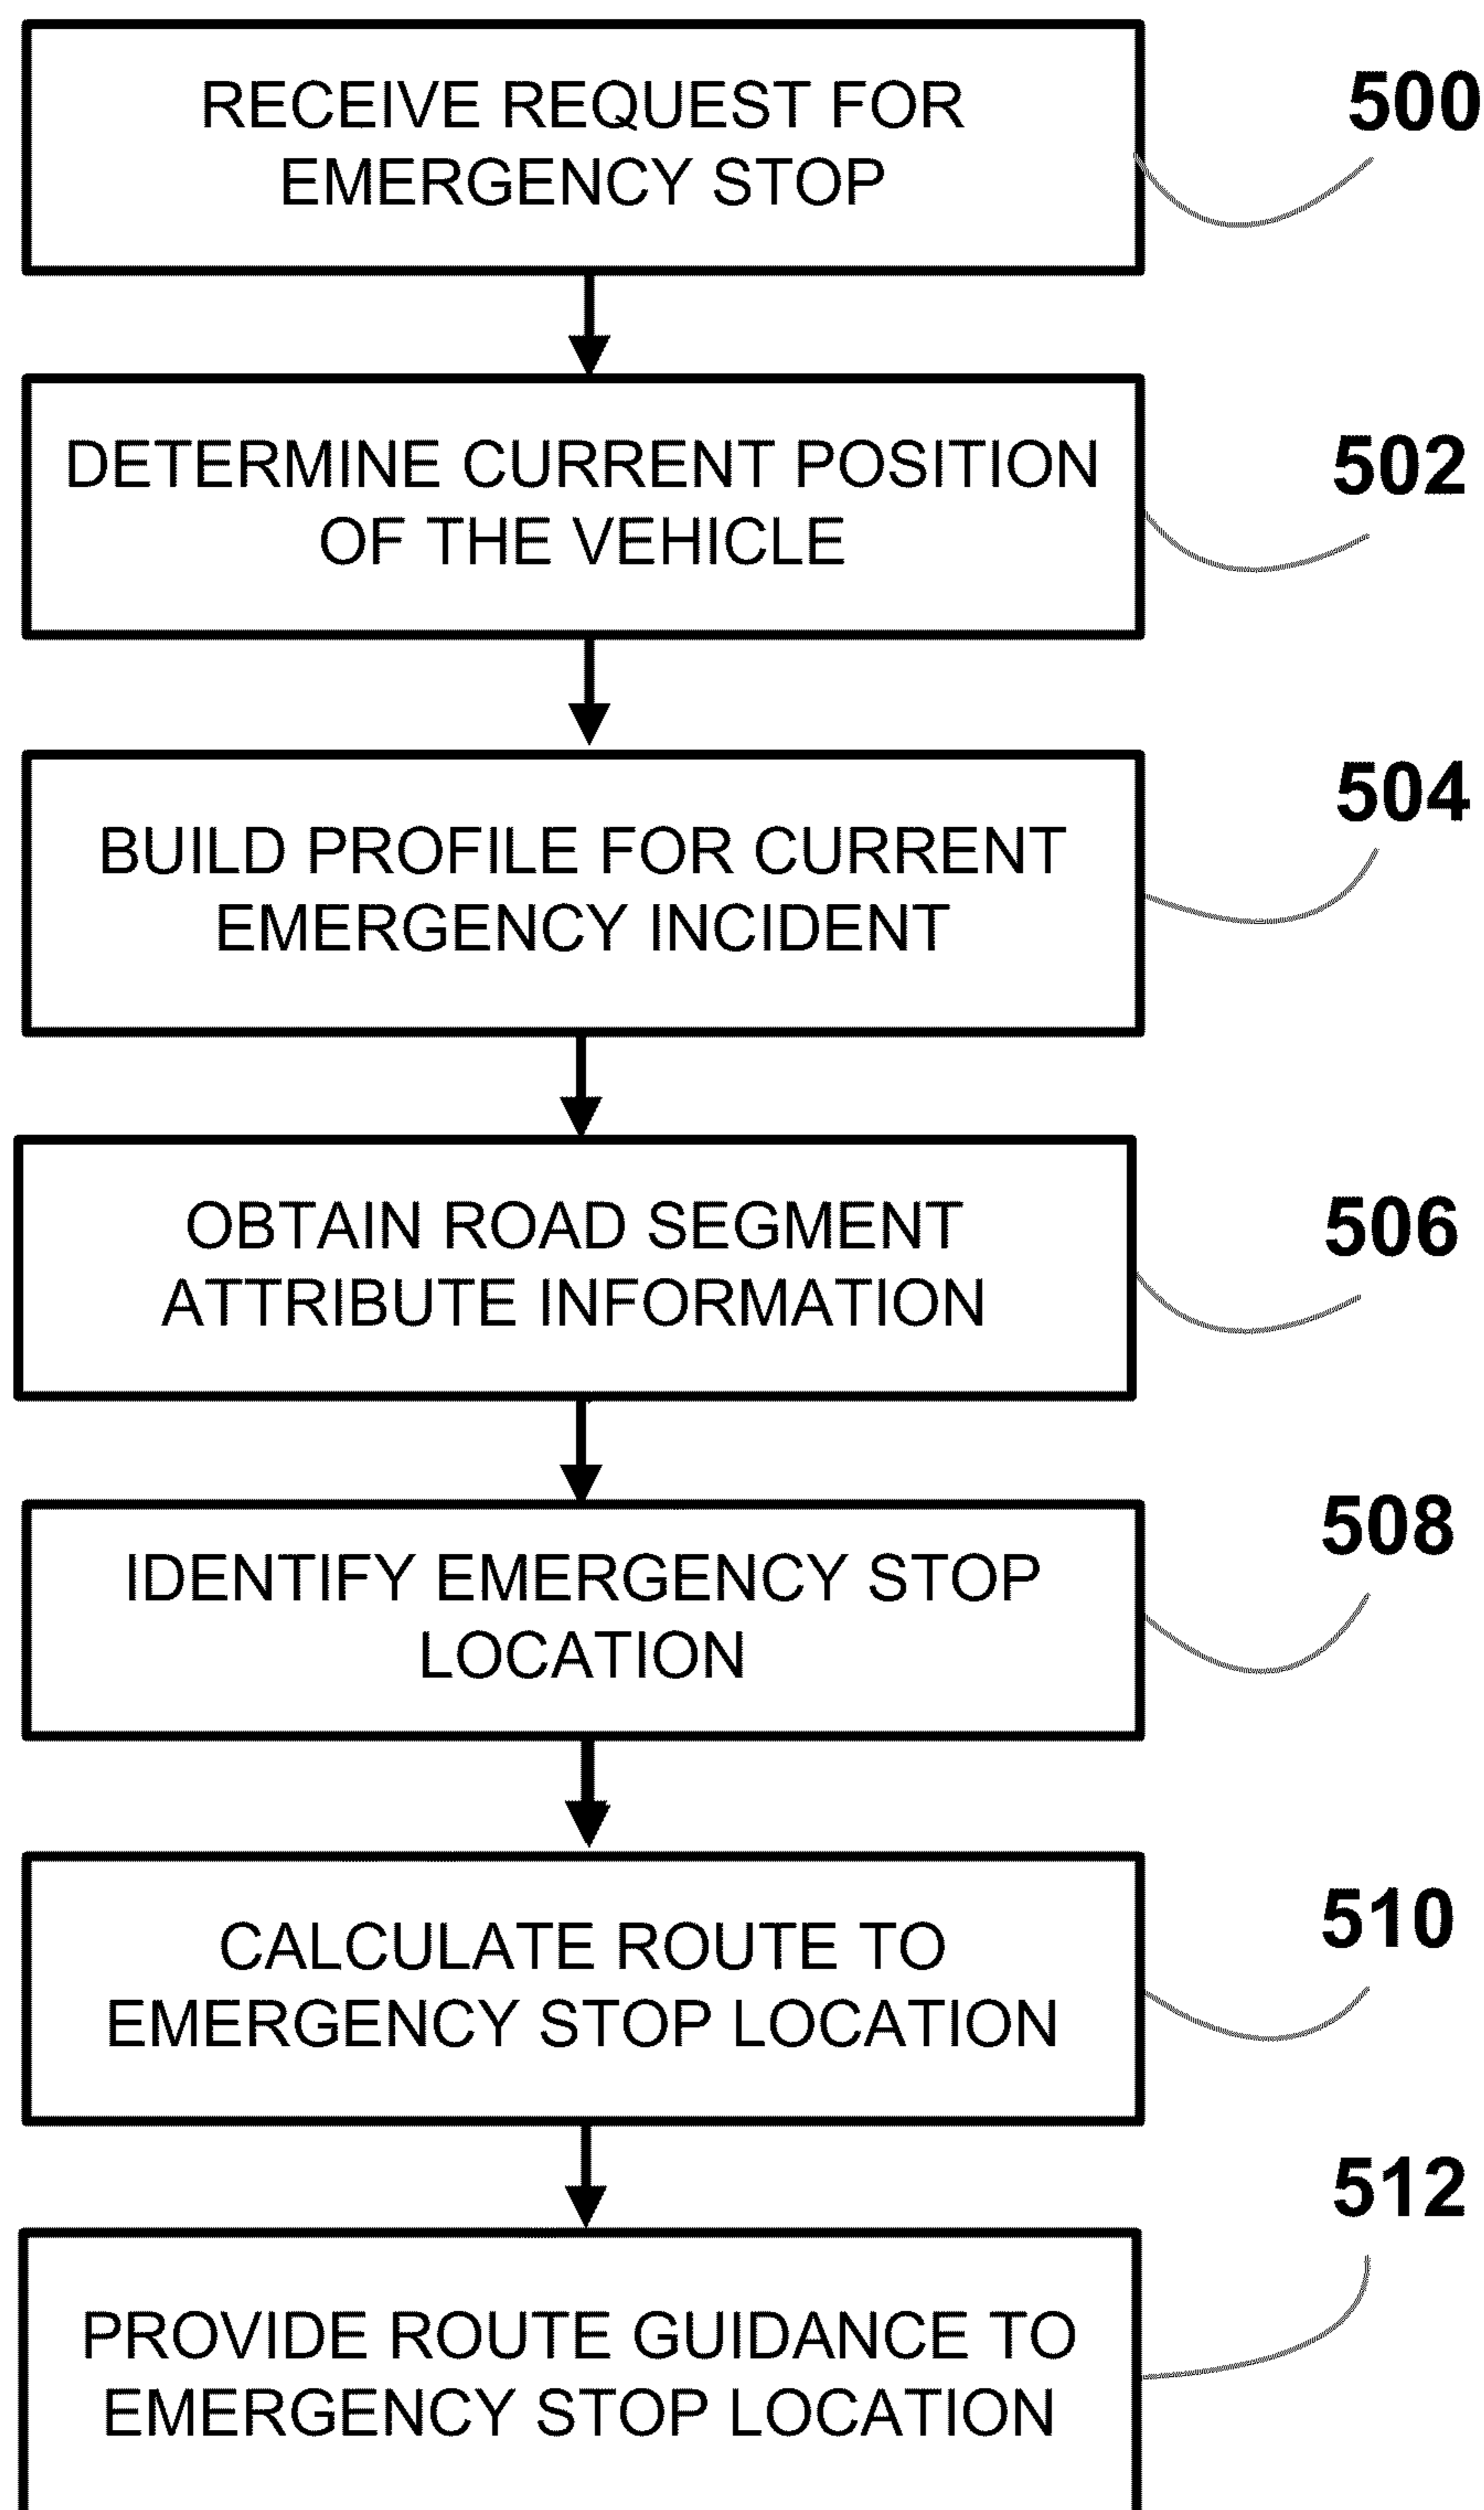 RECEIVE REQUEST FOR
EMERGENCY STOP
500
DETERMINE CURRENT POSITION
OF THE VEHICLE
502
BUILD PROFILE FOR CURRENT
EMERGENCY INCIDENT
504
OBTAIN ROAD SEGMENT
ATTRIBUTE INFORMATION
506
IDENTIFY EMERGENCY STOP
LOCATION
508
CALCULATE ROUTE TO
EMERGENCY STOP LOCATION
510
PROVIDE ROUTE GUIDANCE TO
EMERGENCY STOP LOCATION
512